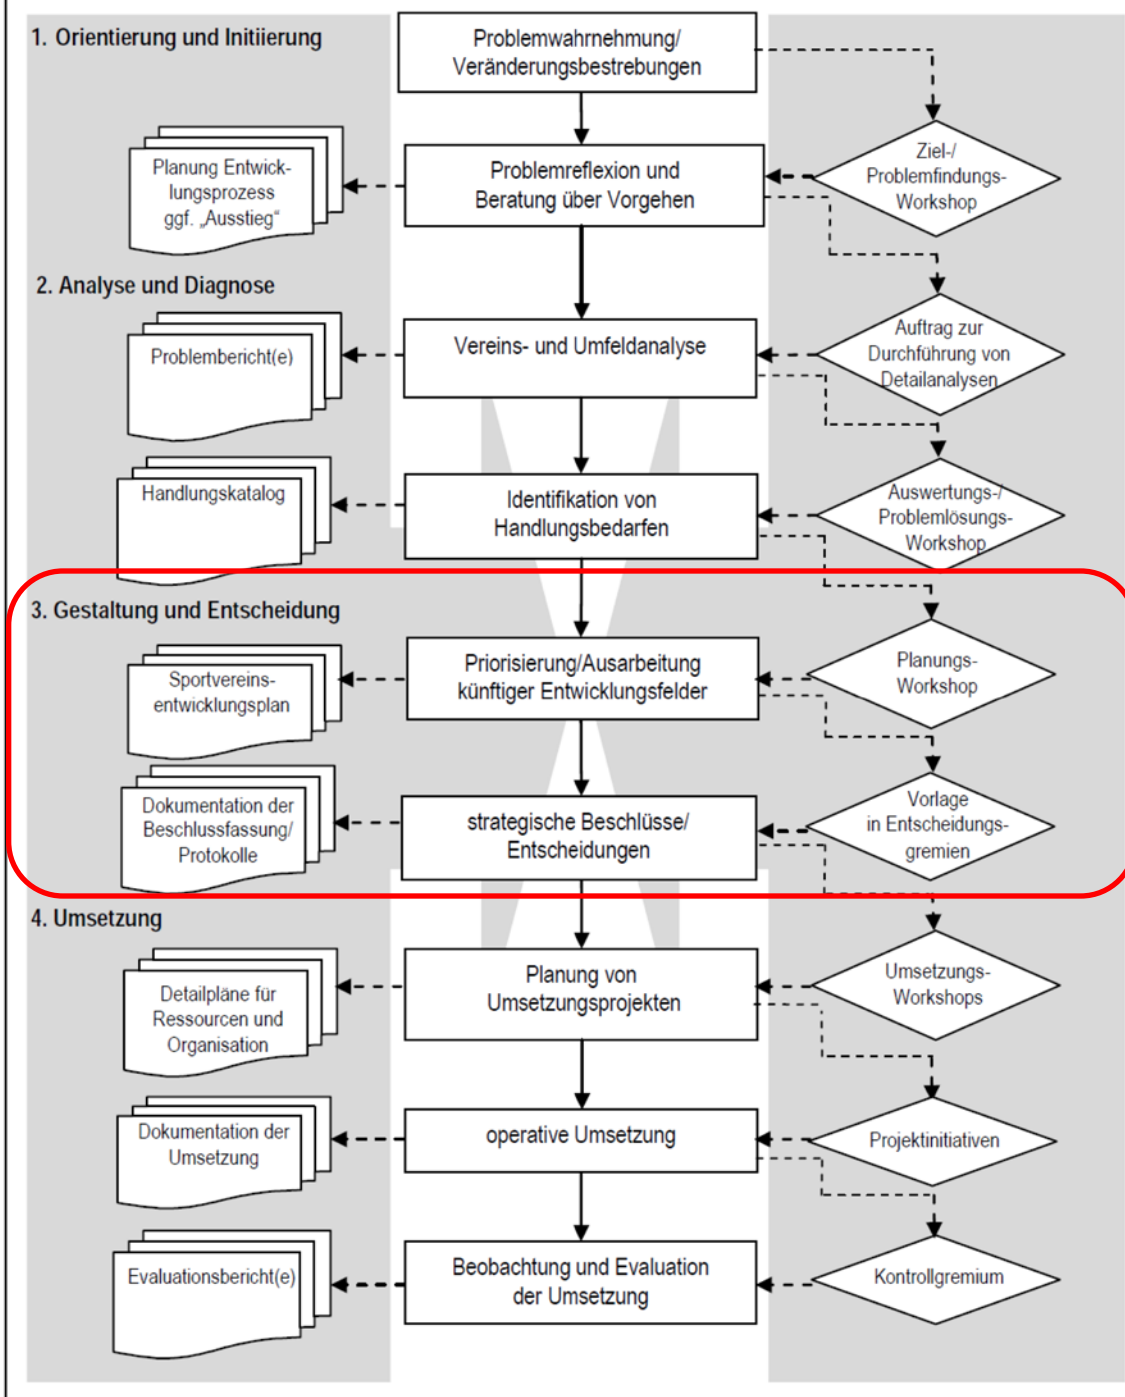 1. Orientierung und Initiierung
Problemwahrnehmung/
Veränderungsbestrebungen
Planung Entwick-
lungsprozess
ggf. „Ausstieg“
Problemreflexion und
Beratung über Vorgehen
Ziel-/
Problemfindungs-
Workshop
2. Analyse und Diagnose
Problembericht(e)
Vereins- und Umfeldanalyse
Auftrag zur
Durchführung von
Detailanalysen
Handlungskatalog
Identifikation von
Handlungsbedarfen
Auswertungs-/
Problemlösungs-
Workshop
3. Gestaltung und Entscheidung
Sportvereins-
entwicklungsplan
Priorisierung/Ausarbeitung
künftiger Entwicklungsfelder
Planungs-
Workshop
Dokumentation der
Beschlussfassung/
Protokolle
strategische Beschlüsse/
Entscheidungen
Vorlage
in Entscheidungs-
gremien
4. Umsetzung
Detailpläne für
Ressourcen und
Organisation
Planung von
Umsetzungsprojekten
Umsetzungs-
Workshops
Dokumentation der
Umsetzung
operative Umsetzung
Projektinitiativen
Evaluationsbericht(e)
Beobachtung und Evaluation
der Umsetzung
Kontrollgremium